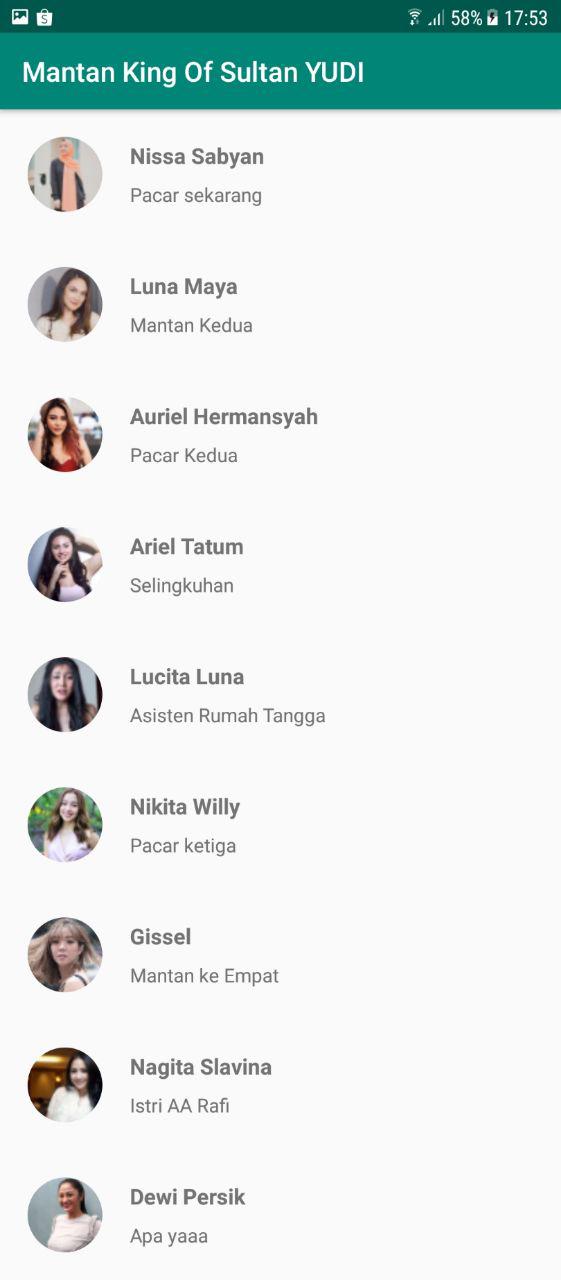 58% 17:53
Mantan King Of Sultan YUDI
Nissa Sabyan
Pacar sekarang
Luna Maya
Mantan Kedua
Auriel Hermansyah
Pacar Kedua
Ariel Tatum
Selingkuhan
Lucita Luna
Asisten Rumah Tangga
Nikita Willy
Pacar ketiga
Gissel
Mantan ke Empat
Nagita Slavina
Istri AA Rafi
Dewi Persik
Apa yaaa